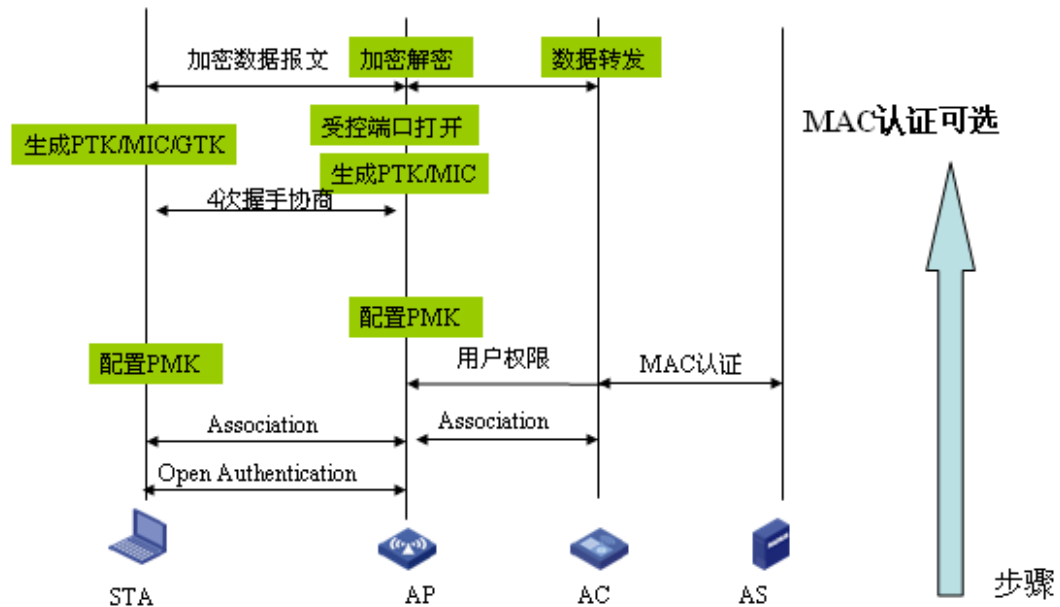 加密数据报文
加密解密
数据转发
受控端口打开
MAC认证可选
生成PTK/MIC/GTK
生成PTK/MIC
4次握手协商
配置PMK
配置PMK
用户权限
MAC认证
Association
Association
Open Authentication
STA
AP
AC
AS
步骤